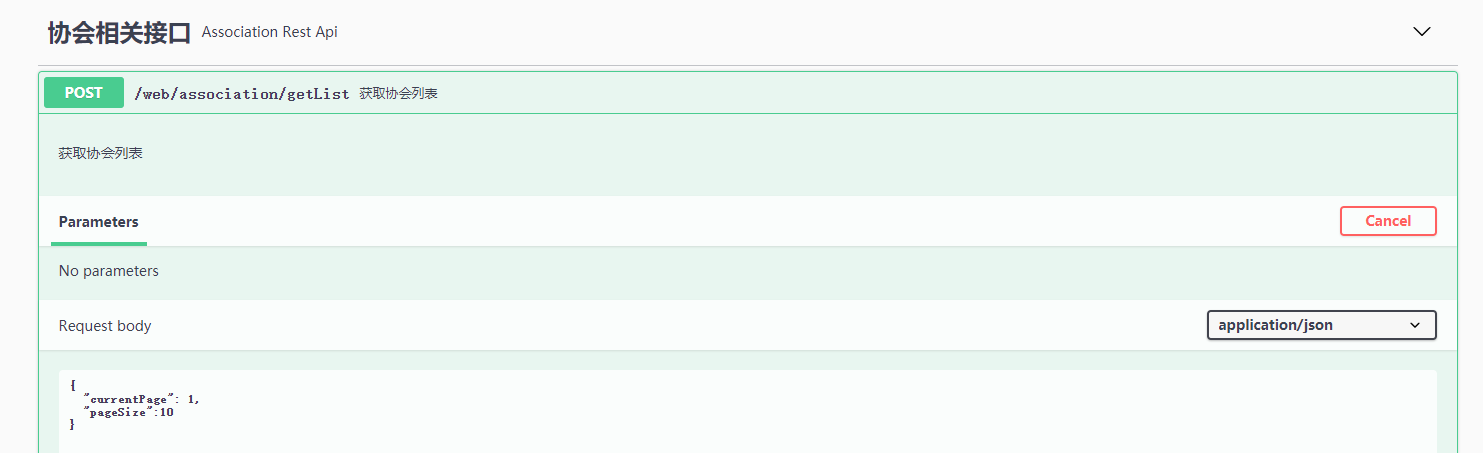 协会相关接口 Association Rest Api
POST /web/association/getList 获取协会列表
获取协会列表
Parameters Cancel
No parameters
Request body application/json
{
"currentPage": 1,
"pageSize":10
}